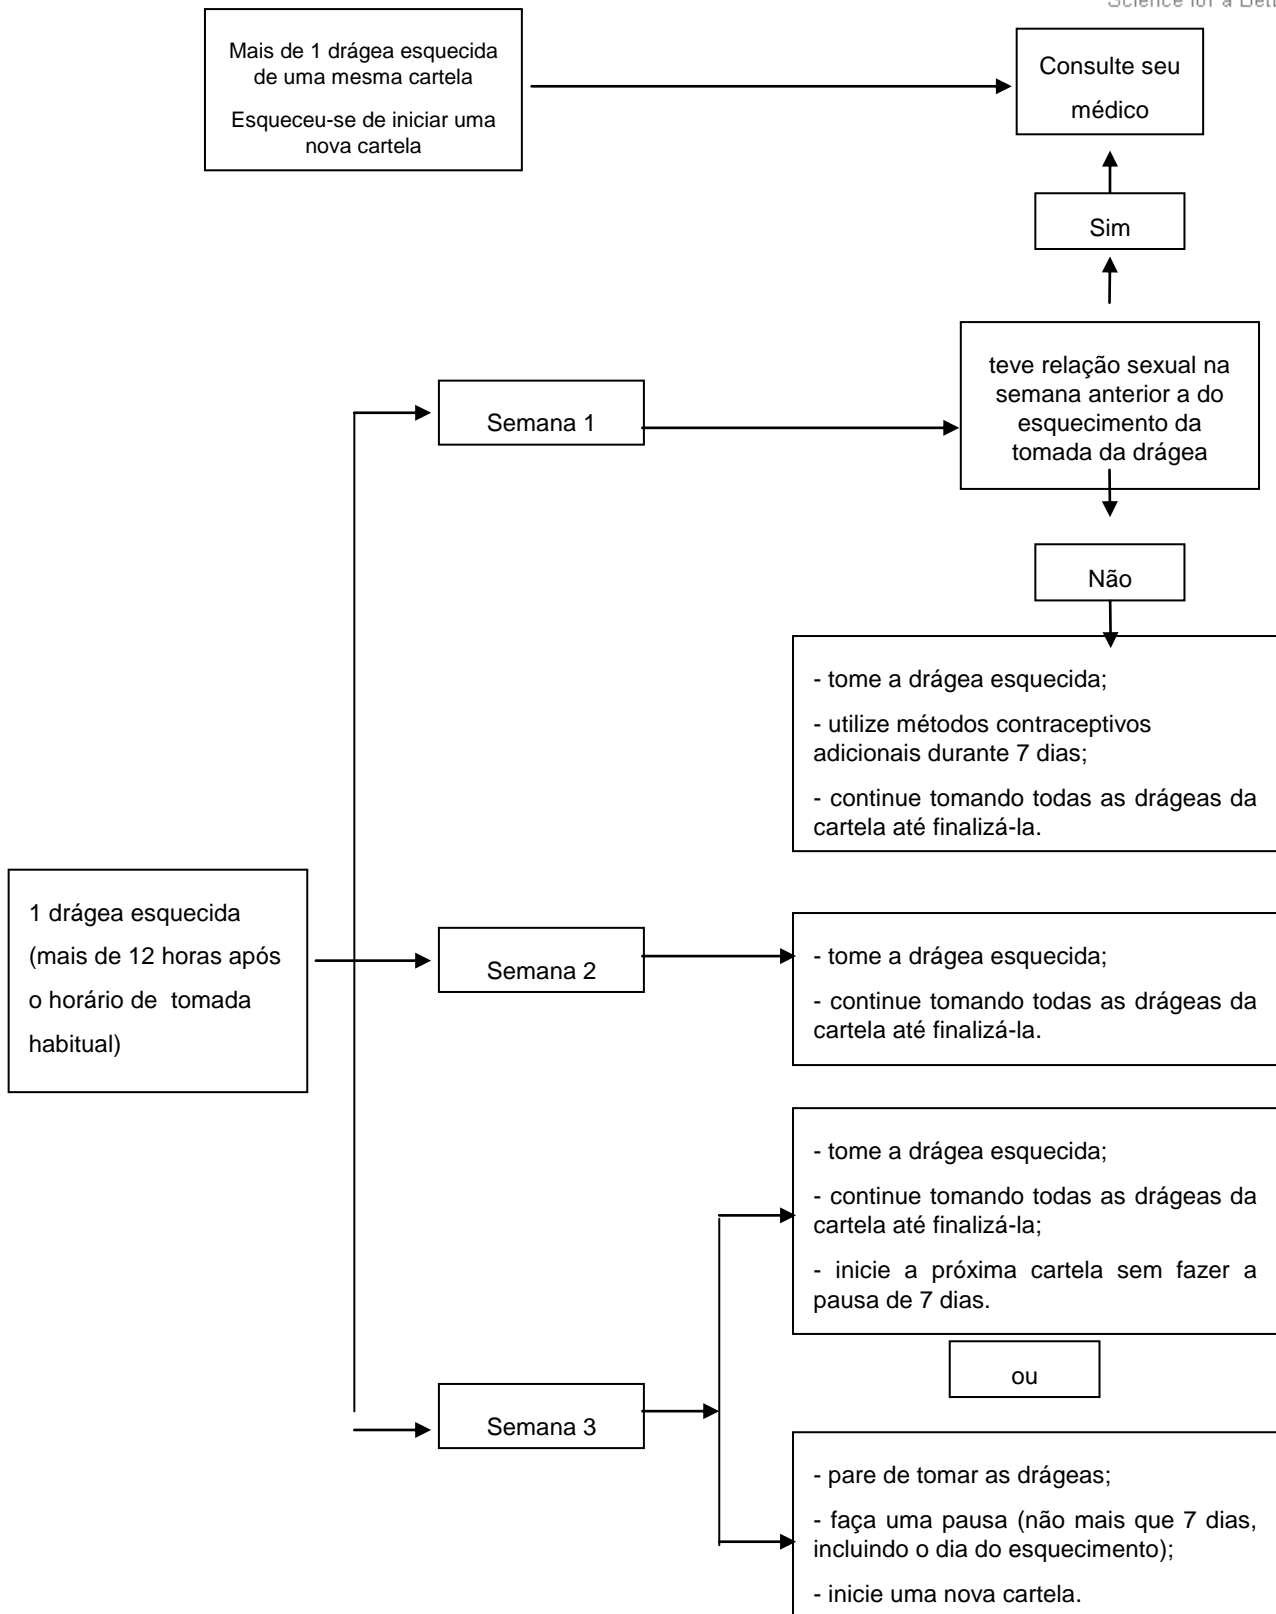 Science for a Bett
Mais de 1 drágea esquecida
de uma mesma cartela
Esqueceu-se de iniciar uma
nova cartela
Consulte seu
médico
Sim
teve relação sexual na
semana anterior a do
esquecimento da
tomada da drágea
Semana 1
Não
- tome a drágea esquecida;
- utilize métodos contraceptivos
adicionais durante 7 dias;
- continue tomando todas as drágeas da
cartela até finalizá-la.
1 drágea esquecida
(mais de 12 horas após
o horário de tomada
habitual)
Semana 2
- tome a drágea esquecida;
- continue tomando todas as drágeas da
cartela até finalizá-la.
- tome a drágea esquecida;
- continue tomando todas as drágeas da
cartela até finalizá-la;
- inicie a próxima cartela sem fazer a
pausa de 7 dias.
ou
Semana 3
- pare de tomar as drágeas;
- faça uma pausa (não mais que 7 dias,
incluindo o dia do esquecimento);
- inicie uma nova cartela.